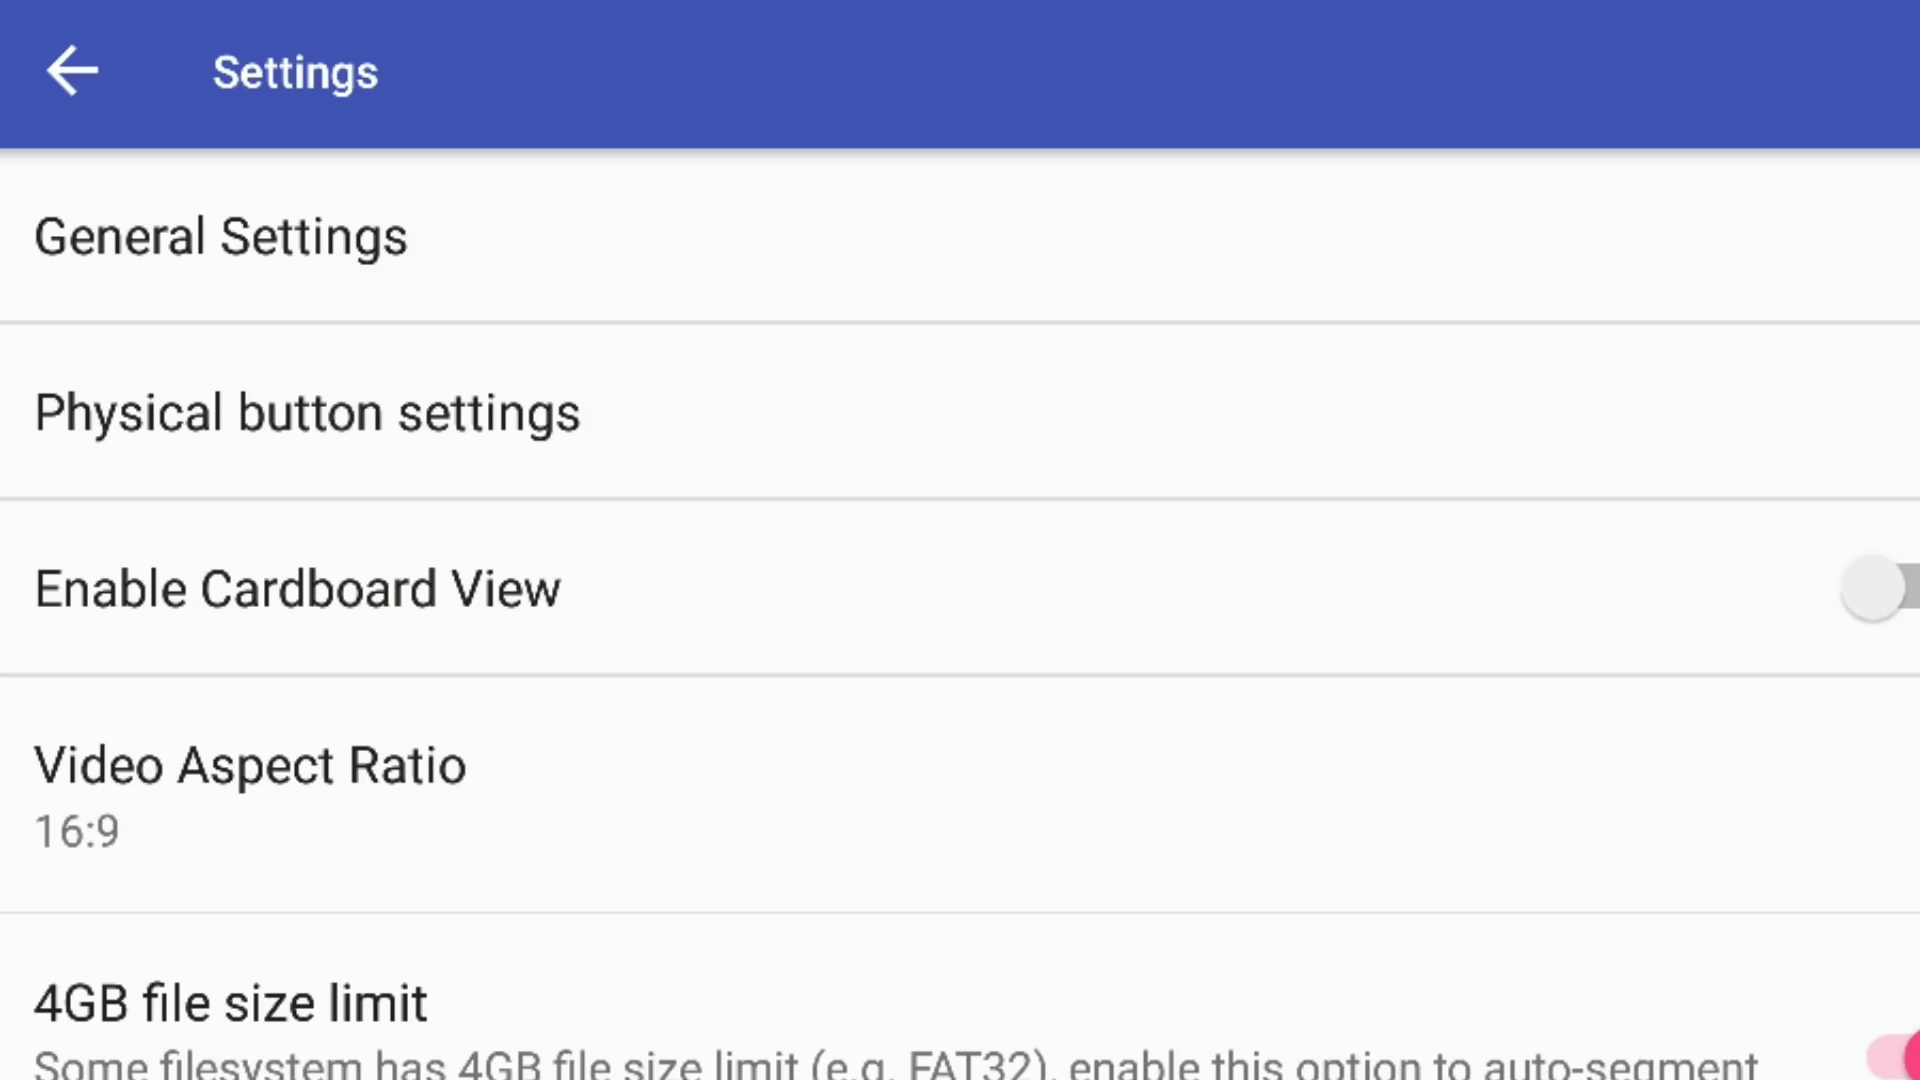 Settings
General Settings
Physical button settings
Enable Cardboard View
Video Aspect Ratio
16:9
4GB file size limit
Some filesystem has 4GB file size limit (e.g. FAT32), enable this option to auto-segment